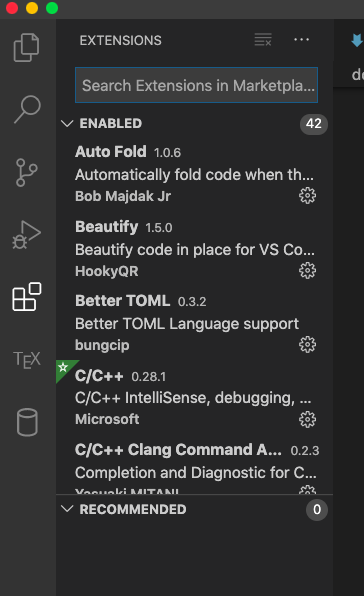 EXTENSIONS
Search Extensions in Marketpla...
ENABLED 42
Auto Fold 1.0.6
Automatically fold code when th...
Bob Majdak Jr
Beautify 1.5.0
Beautify code in place for VS Co...
HookyQR
Better TOML 0.3.2
Better TOML Language support
bungcip
C/C++ 0.28.1
C/C++ IntelliSense, debugging, ...
Microsoft
C/C++ Clang Command A... 0.2.3
Completion and Diagnostic for C...
Yasuaki MITANI
RECOMMENDED 0
TEX
de